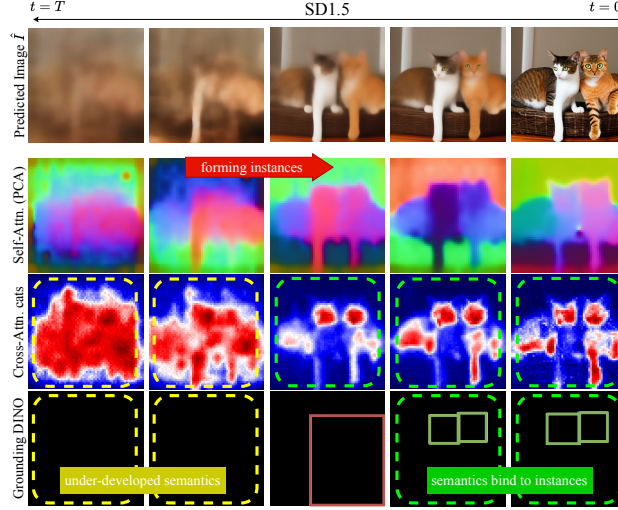 t = T
SD1.5
t = 0
Predicted Image Î
Self-Attn. (PCA)
forming instances
Cross-Attn. cats
Grounding DINO
under-developed semantics
semantics bind to instances